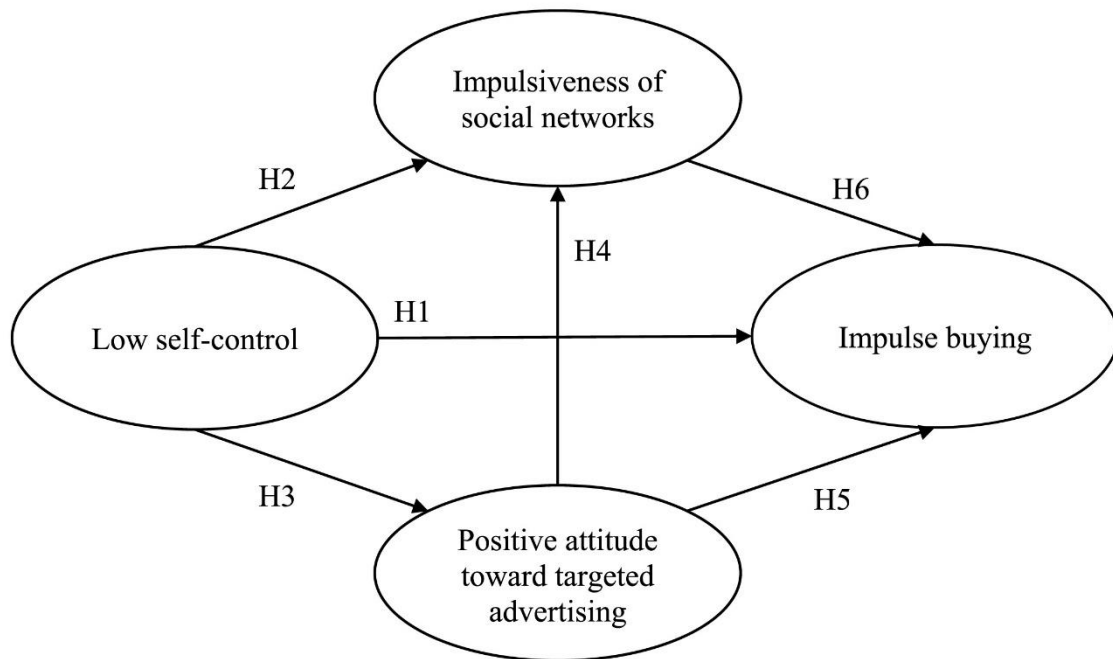 Impulsiveness of
social networks
H2
H6
H4
H1
Low self-control
Impulse buying
H3
H5
Positive attitude
toward targeted
advertising